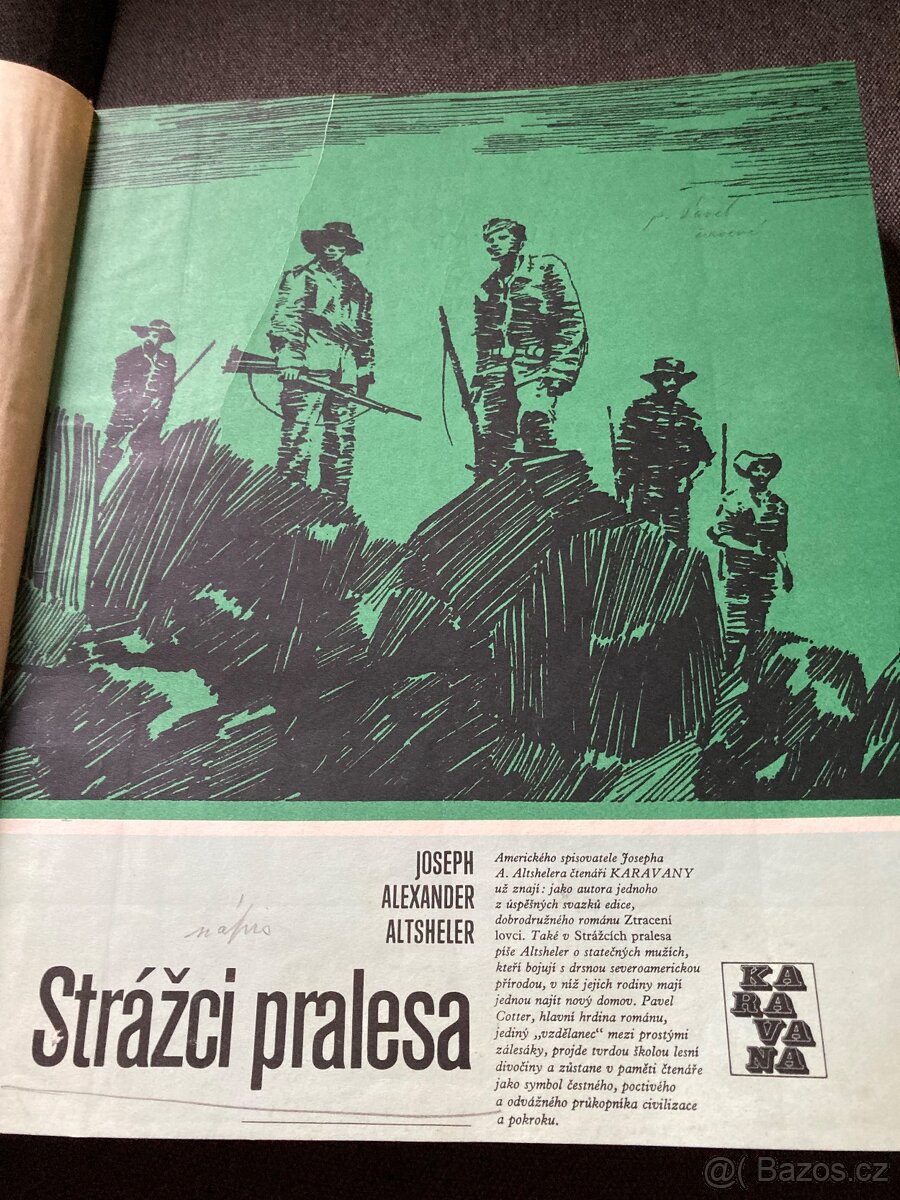 p. Pavel
JOSEPH
ALEXANDER
ALTSHELER
nápis
Strážci pralesa
Amerického spisovatele Josepha
A. Altshelera čtenáři KARAVANY
už znají: jako autora jednoho
z úspěšných svazků edice,
dobrodružného románu Ztracení
lovci. Také v Strážcích pralesa
píše Altsheler o statečných mužích,
kteří bojují s drsnou severoamerickou
přírodou, v níž jejich rodiny mají
jednou najít nový domov. Pavel
Cotter, hlavní hrdina románu,
jediný „vzdělanec“ mezi prostými
zálesáky, projde tvrdou školou lesní
divočiny a zůstane v paměti čtenáře
jako symbol čestného, poctivého
a odvážného průkopníka civilizace
a pokroku.
KA
RA
VA
NA
@( Bazos.cz